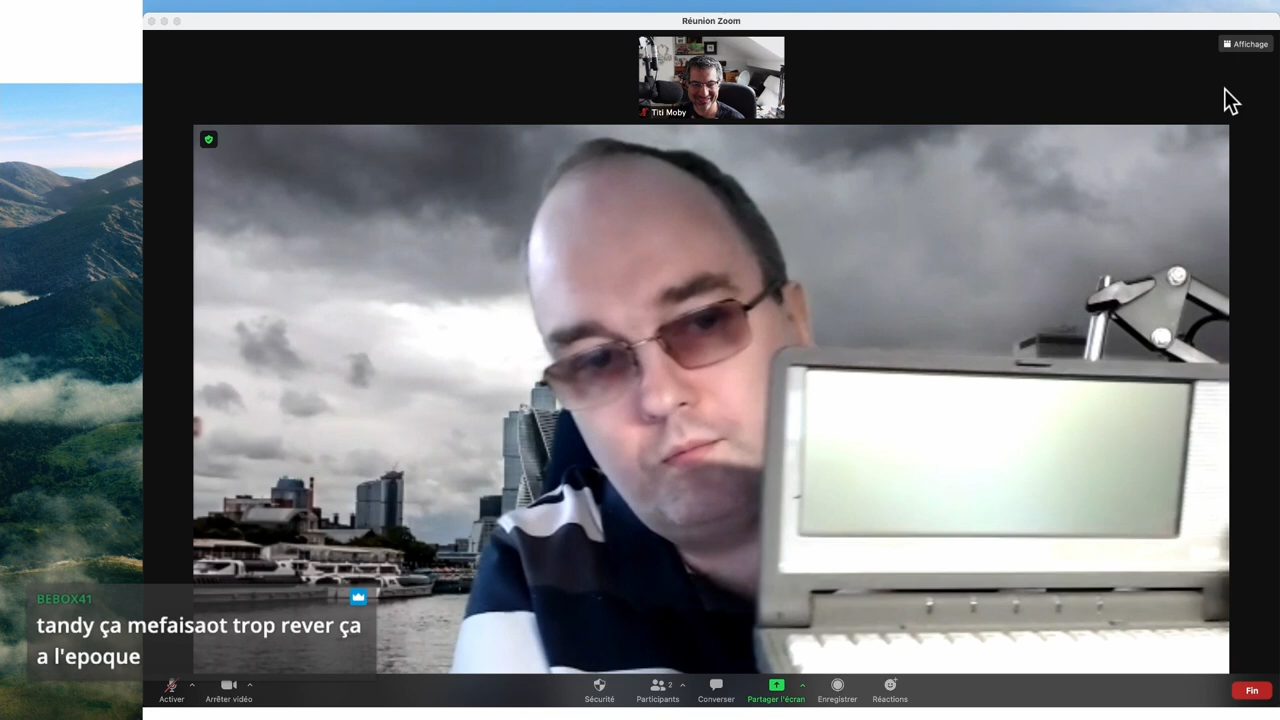 Réunion Zoom
Affichage
Titi Moby
BEBOX41
tandy ça mefaisaot trop rever ça
a l'epoque
Activer
Arrêter vidéo
Sécurité
Participants
2
Converser
Partager l'écran
Enregistrer
Réactions
Fin